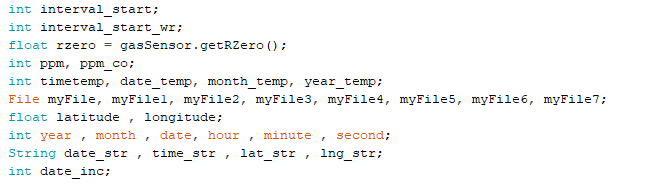 int interval_start;
int interval_start_wr;
float rzero = gasSensor.getRZero();
int ppm, ppm_co;
int timetemp, date_temp, month_temp, year_temp;
File myFile, myFile1, myFile2, myFile3, myFile4, myFile5, myFile6, myFile7;
float latitude , longitude;
int year , month , date, hour , minute , second;
String date_str , time_str , lat_str , lng_str;
int date_inc;